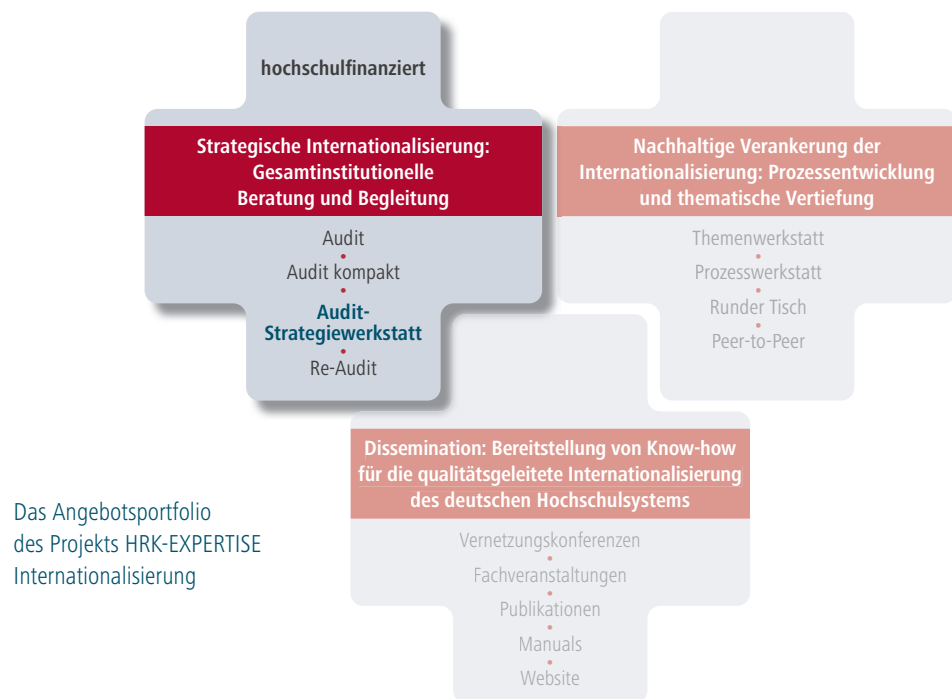 hochschulfinanziert
Strategische Internationalisierung:
Gesamtinstitutionelle
Beratung und Begleitung
Audit
Audit kompakt
Audit-
Strategiewerkstatt
Re-Audit
Nachhaltige Verankerung der
Internationalisierung: Prozessentwicklung
und thematische Vertiefung
Themenwerkstatt
Prozesswerkstatt
Runder Tisch
Peer-to-Peer
Dissemination: Bereitstellung von Know-how
für die qualitätsgeleitete Internationalisierung
des deutschen Hochschulsystems
Vernetzungskonferenzen
Fachveranstaltungen
Publikationen
Manuals
Website
Das Angebotsportfolio
des Projekts HRK-EXPERTISE
Internationalisierung